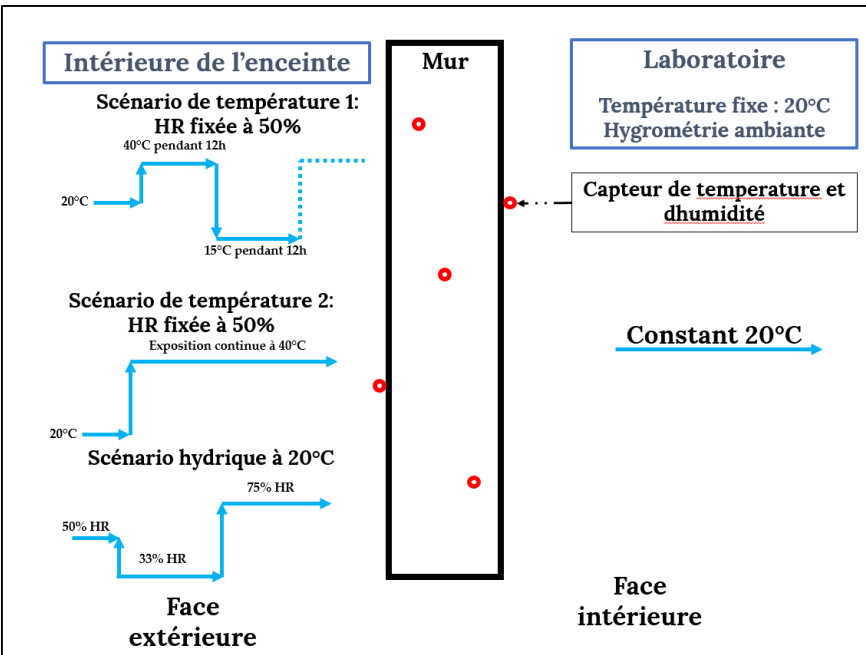 Intérieure de l'enceinte
Scénario de température 1:
HR fixée à 50%
40°C pendant 12h
20°C
15°C pendant 12h
Scénario de température 2:
HR fixée à 50%
Exposition continue à 40°C
20°C
Scénario hydrique à 20°C
75% HR
50% HR
33% HR
Face
extérieure
Mur
Laboratoire
Température fixe : 20°C
Hygrométrie ambiante
Capteur de temperature et
dhumidité
Constant 20°C
Face
intérieure